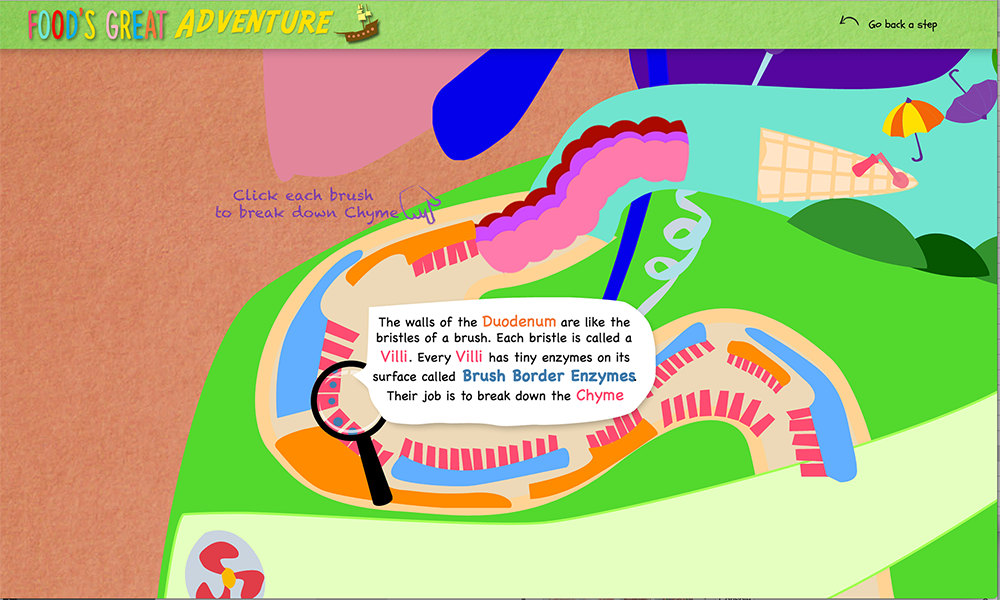 FOOD'S GREAT ADVENTURE
Go back a step
Click each brush
to break down Chyme
The walls of the Duodenum are like the
bristles of a brush. Each bristle is called a
Villi. Every Villi has tiny enzymes on its
surface called Brush Border Enzymes.
Their job is to break down the Chyme